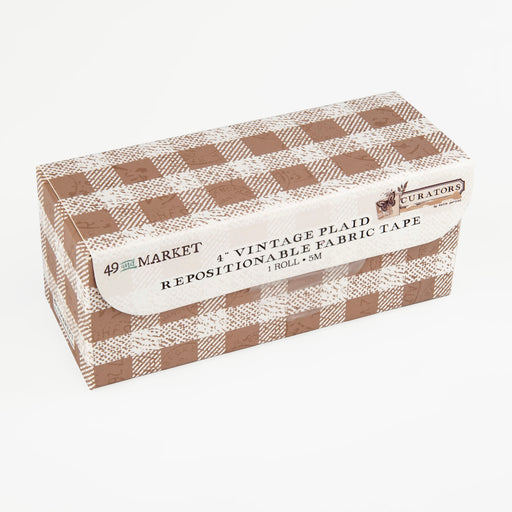 49 and MARKET
4" VINTAGE PLAID
REPOSITIONABLE FABRIC TAPE
1 ROLL • 5M
CURATORS